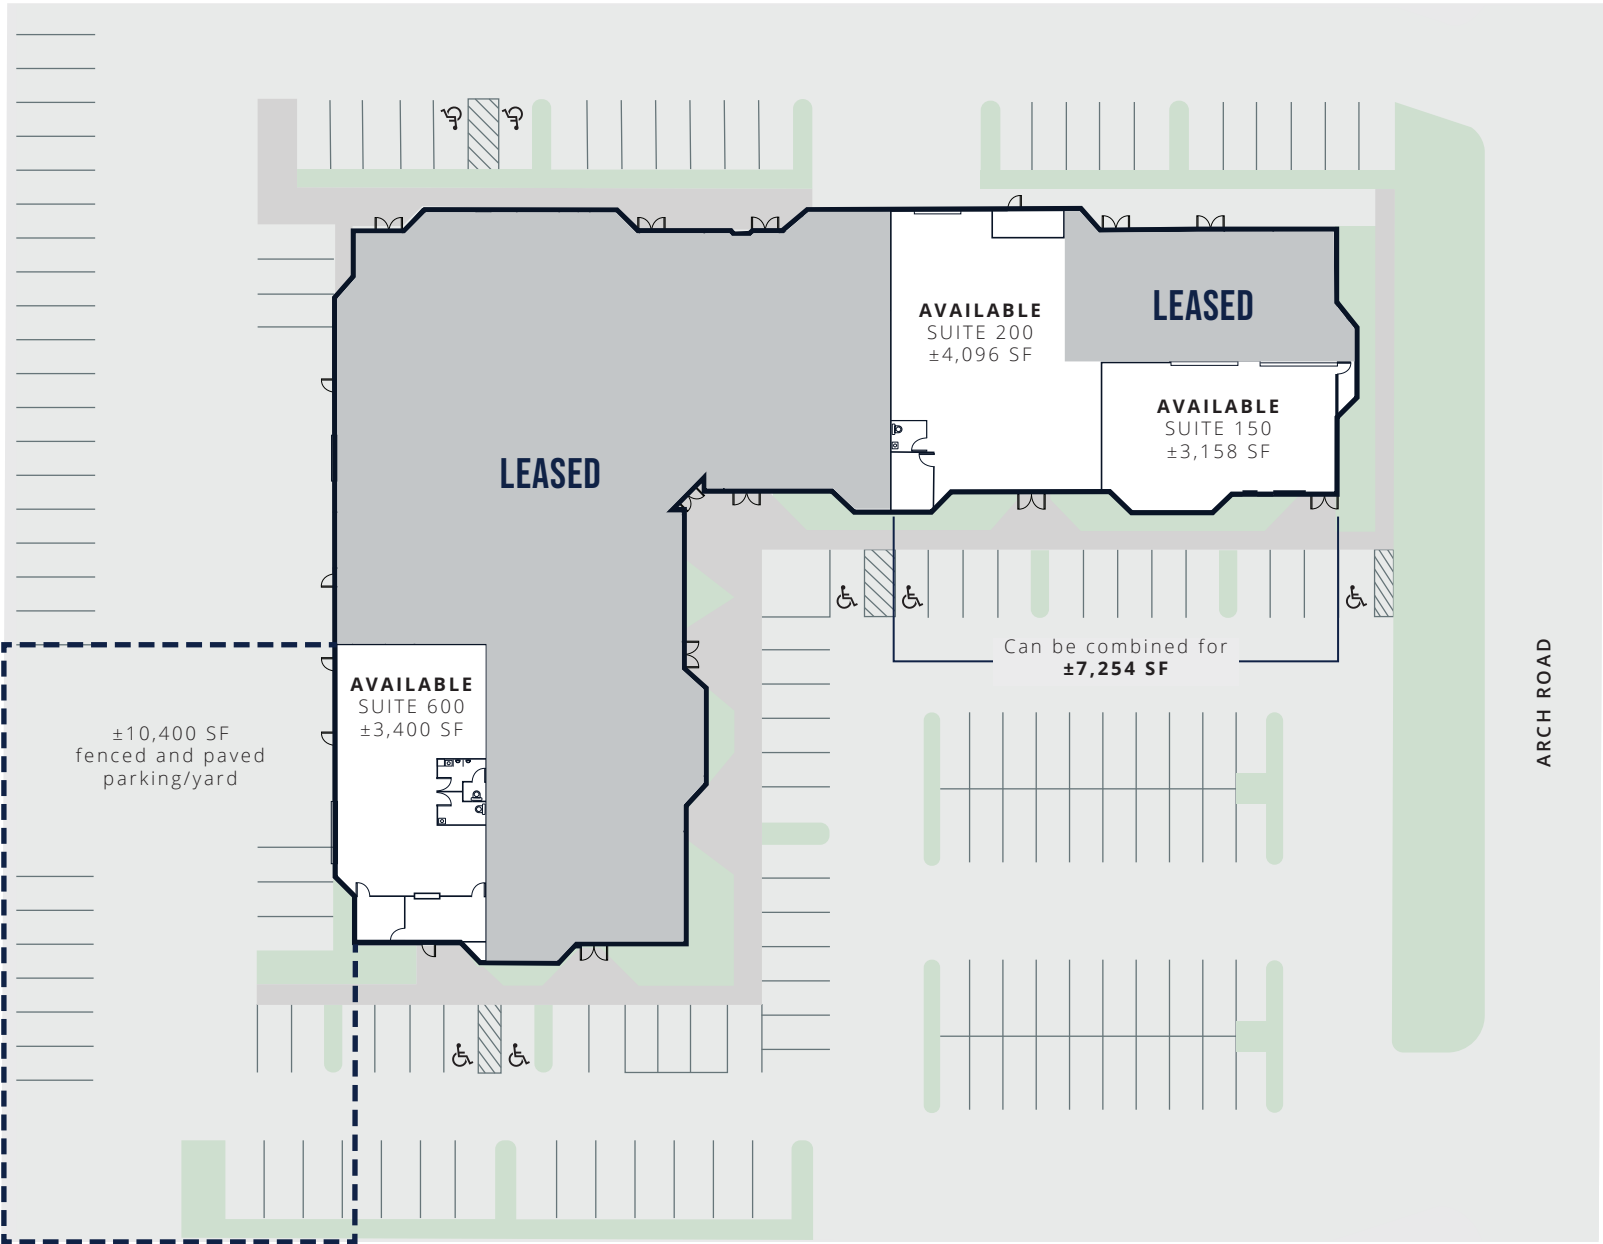 AVAILABLE
SUITE 200
±4,096 SF
LEASED
AVAILABLE
SUITE 150
±3,158 SF
LEASED
Can be combined for
±7,254 SF
AVAILABLE
SUITE 600
±3,400 SF
±10,400 SF
fenced and paved
parking/yard
ARCH ROAD